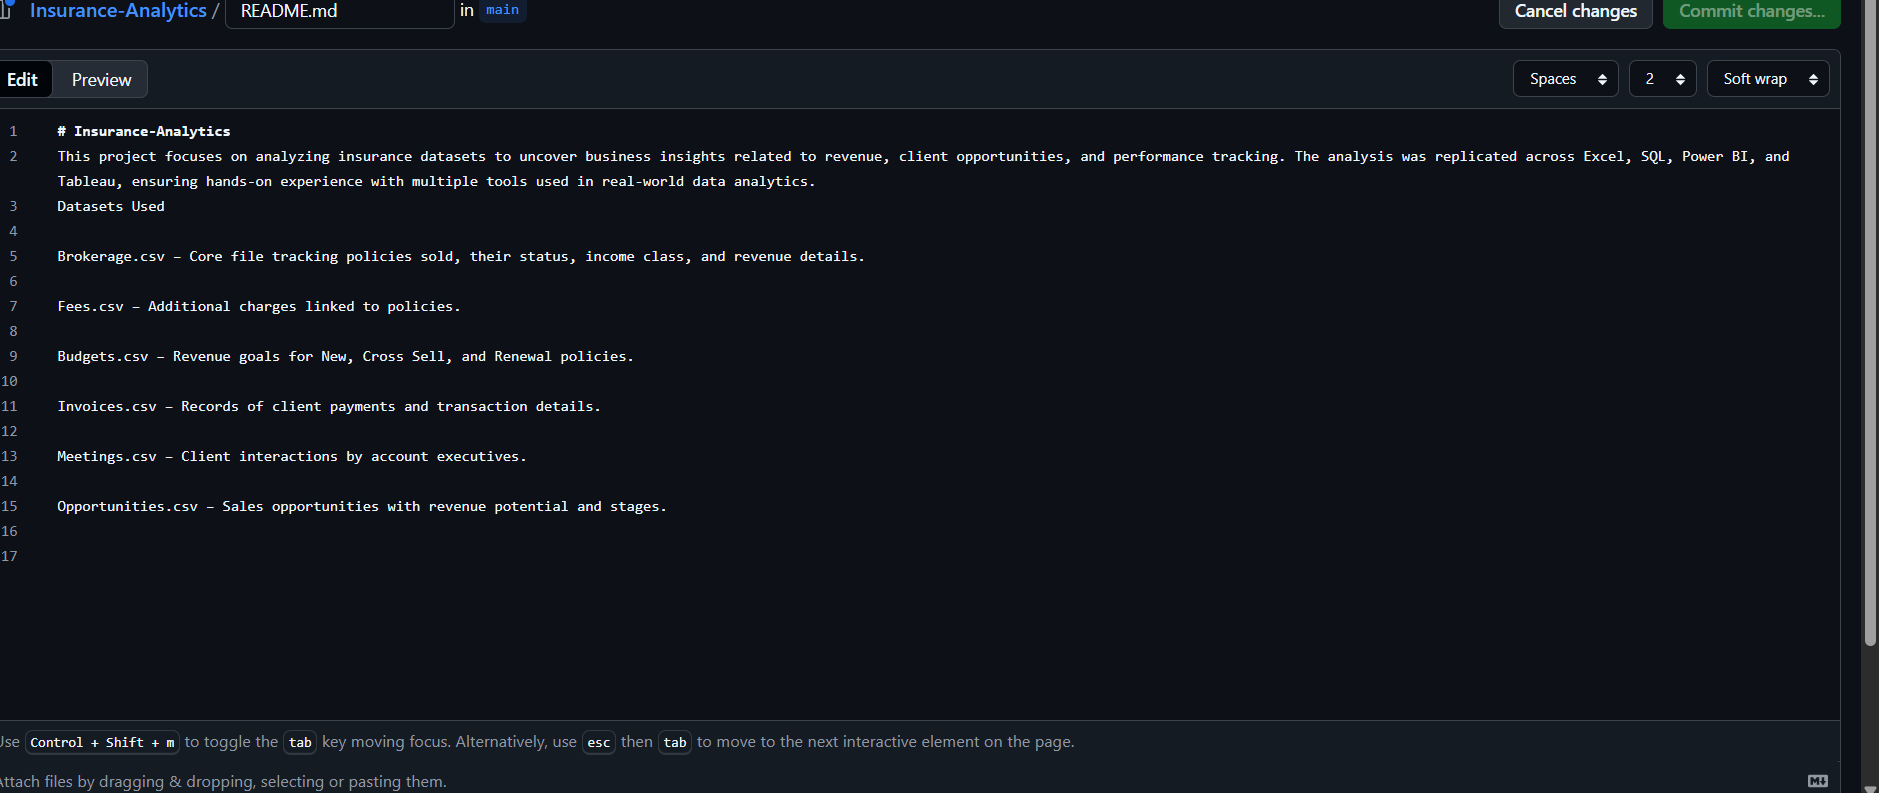 Insurance-Analytics / README.md in main Cancel changes Commit changes...
Edit Preview Spaces 2 Soft wrap
1 # Insurance-Analytics
2 This project focuses on analyzing insurance datasets to uncover business insights related to revenue, client opportunities, and performance tracking. The analysis was replicated across Excel, SQL, Power BI, and
Tableau, ensuring hands-on experience with multiple tools used in real-world data analytics.
3 Datasets Used
4
5 Brokerage.csv – Core file tracking policies sold, their status, income class, and revenue details.
6
7 Fees.csv – Additional charges linked to policies.
8
9 Budgets.csv – Revenue goals for New, Cross Sell, and Renewal policies.
10
11 Invoices.csv – Records of client payments and transaction details.
12
13 Meetings.csv – Client interactions by account executives.
14
15 Opportunities.csv – Sales opportunities with revenue potential and stages.
16
17
Use Control + Shift + m to toggle the tab key moving focus. Alternatively, use esc then tab to move to the next interactive element on the page.
Attach files by dragging & dropping, selecting or pasting them.